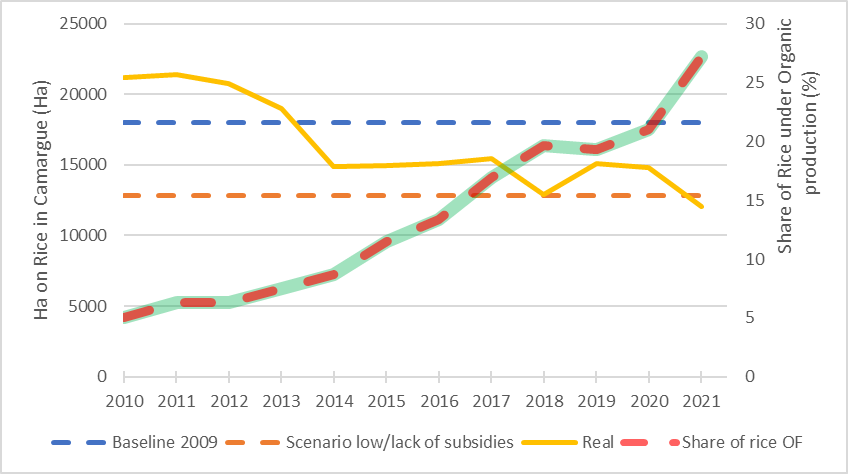 25000
20000
15000
10000
5000
0
Ha on Rice in Camargue (Ha)
30
25
20
15
10
5
0
Share of Rice under Organic
production (%)
2010 2011 2012 2013 2014 2015 2016 2017 2018 2019 2020 2021
Baseline 2009 Scenario low/lack of subsidies Real Share of rice OF